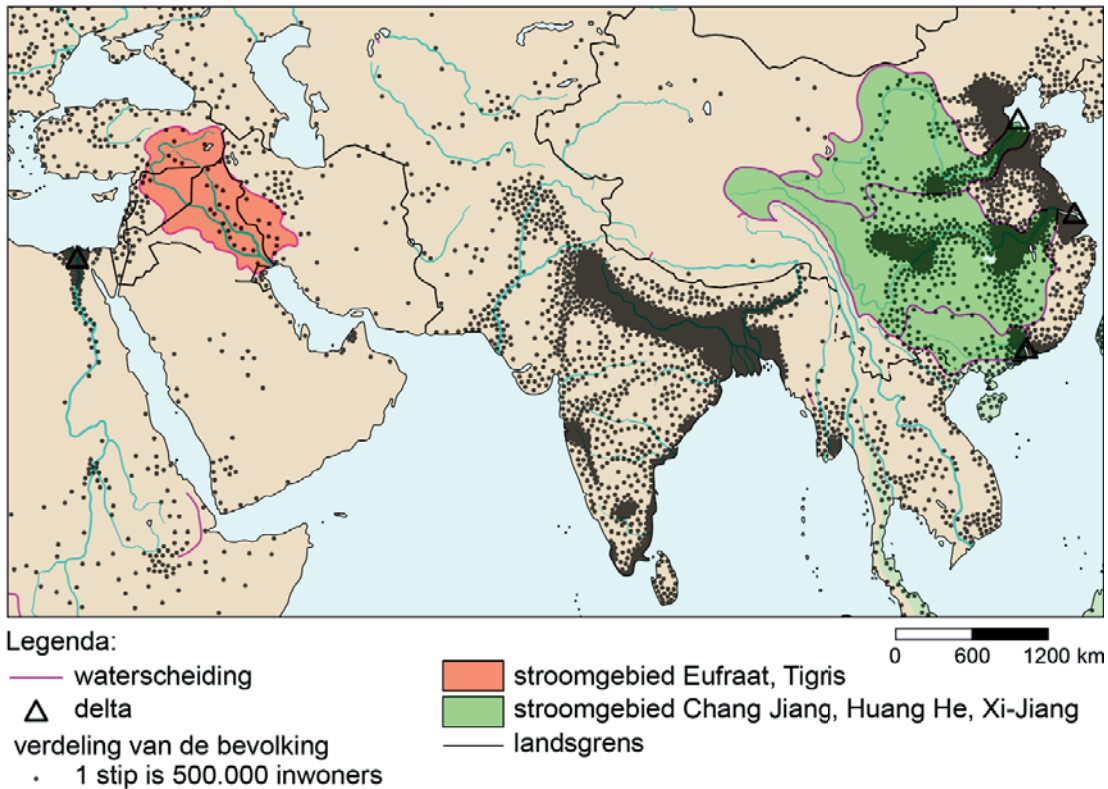 Legenda:
waterscheiding
delta
verdeling van de bevolking
1 stip is 500.000 inwoners
stroomgebied Eufraat, Tigris
stroomgebied Chang Jiang, Huang He, Xi-Jiang
landsgrens
0 600 1200 km